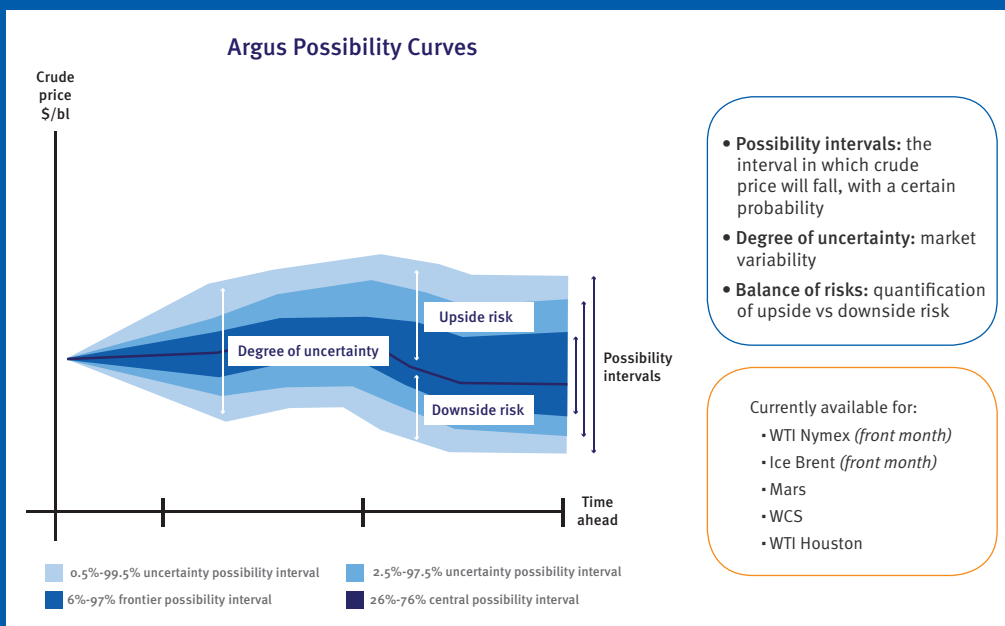 Argus Possibility Curves
Crude
price
$/bl
Upside risk
Degree of uncertainty
Downside risk
Possibility
intervals
Time
ahead
0.5%-99.5% uncertainty possibility interval
2.5%-97.5% uncertainty possibility interval
6%-97% frontier possibility interval
26%-76% central possibility interval
• Possibility intervals: the
interval in which crude
price will fall, with a certain
probability
• Degree of uncertainty: market
variability
• Balance of risks: quantification
of upside vs downside risk
Currently available for:
▪ WTI Nymex (front month)
▪ Ice Brent (front month)
▪ Mars
▪ WCS
▪ WTI Houston